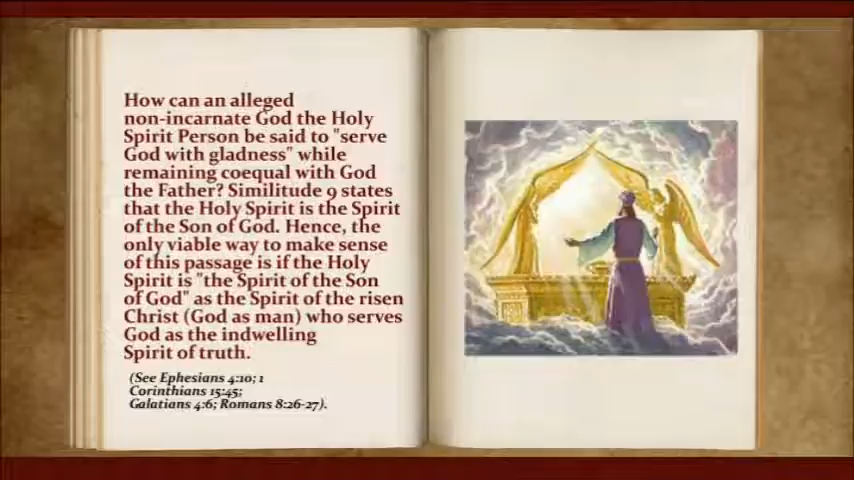 How can an alleged
non-incarnate God the Holy
Spirit Person be said to "serve
God with gladness" while
remaining coequal with God
the Father? Similitude 9 states
that the Holy Spirit is the Spirit
of the Son of God. Hence, the
only viable way to make sense
of this passage is if the Holy
Spirit is "the Spirit of the Son
of God" as the Spirit of the risen
Christ (God as man) who serves
God as the indwelling
Spirit of truth.
(See Ephesians 4:10; 1
Corinthians 15:45;
Galatians 4:6; Romans 8:26-27).